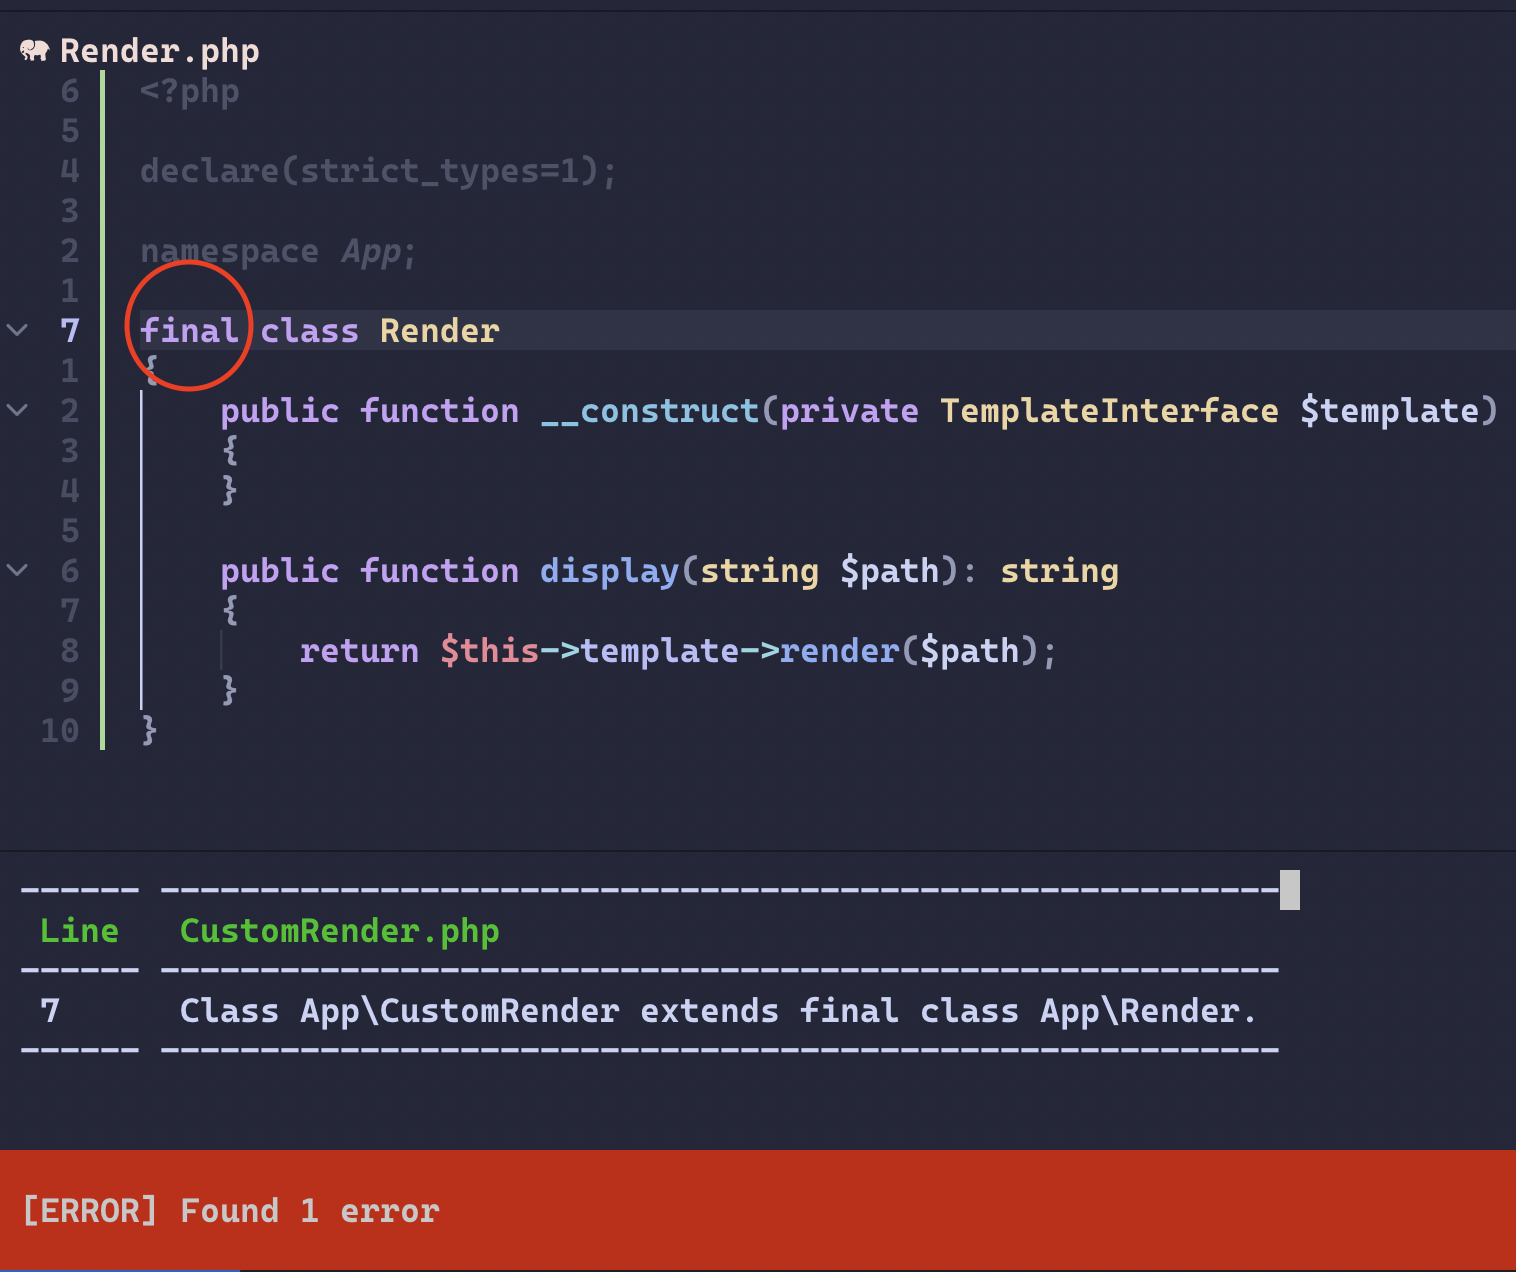 Render.php
6 <?php
5
4 declare(strict_types=1);
3
2 namespace App;
1
7 final class Render
1 {
2 public function __construct(private TemplateInterface $template)
3 {
4 }
5
6 public function display(string $path): string
7 {
8 return $this->template->render($path);
9 }
10 }
------ --------------------------------------------------------
Line CustomRender.php
------ --------------------------------------------------------
7 Class App\CustomRender extends final class App\Render.
------ --------------------------------------------------------
[ERROR] Found 1 error